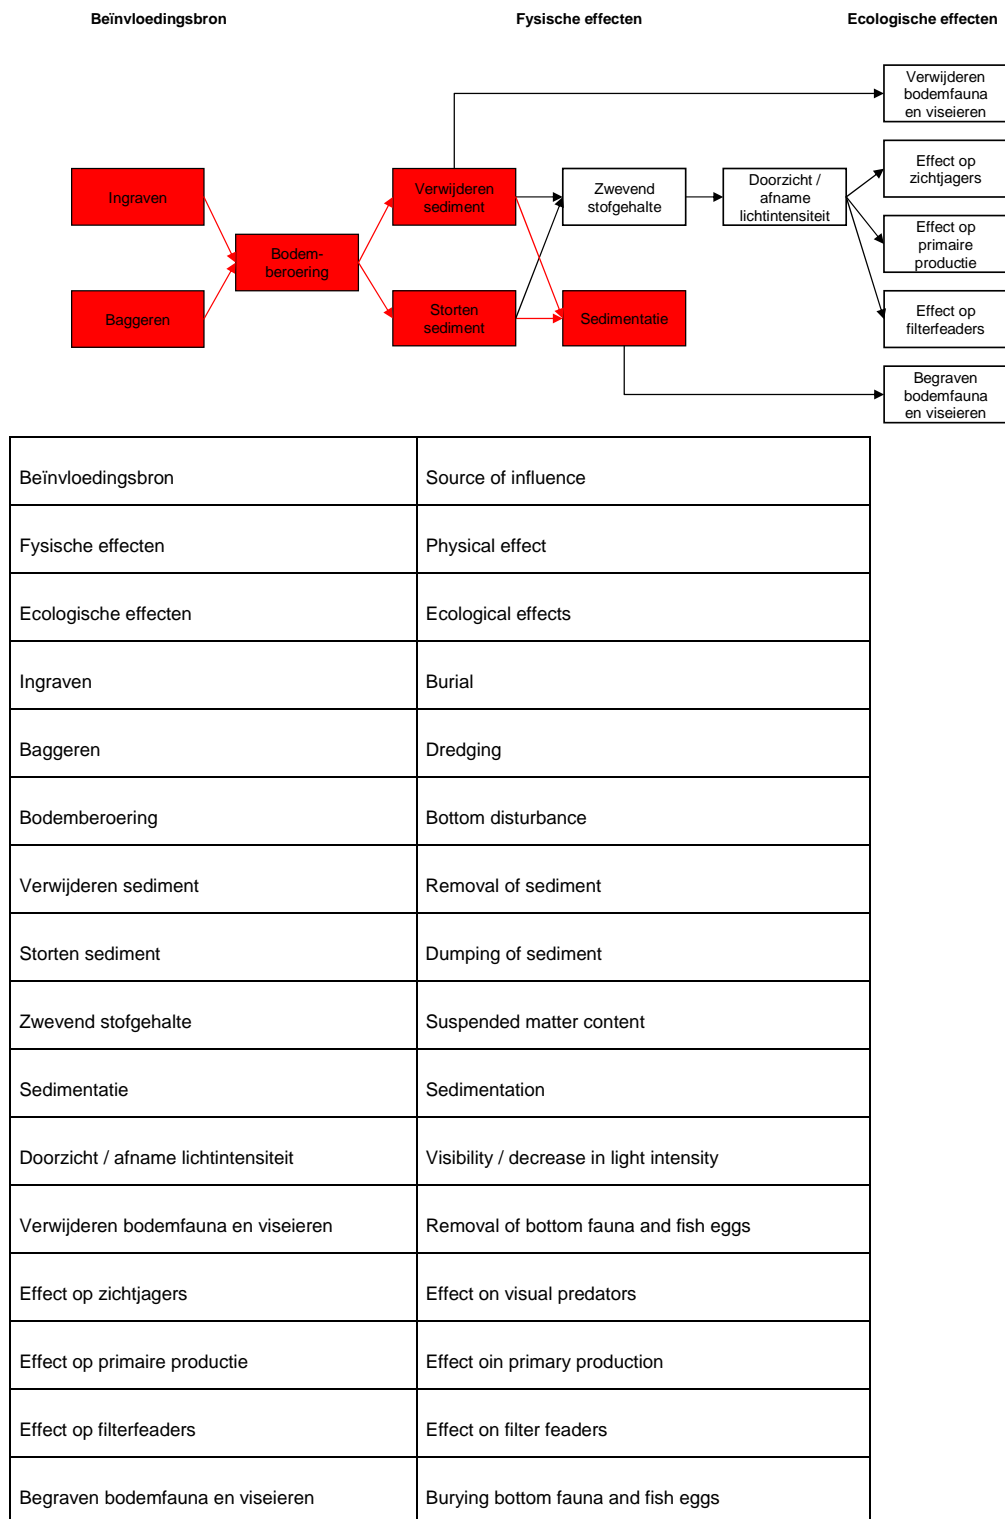 Beïnvloedingsbron
Fysische effecten
Ecologische effecten
Verwijderen
bodemfauna
en viseieren
Ingraven
Verwijderen
sediment
Zwevend
stofgehalte
Doorzicht /
afname
lichtintensiteit
Effect op
zichtjagers
Bodem-
beroering
Effect op
primaire
productie
Baggeren
Storten
sediment
Sedimentatie
Effect op
filterfeaders
Begraven
bodemfauna
en viseieren
Beïnvloedingsbron
Source of influence
Fysische effecten
Physical effect
Ecologische effecten
Ecological effects
Ingraven
Burial
Baggeren
Dredging
Bodemberoering
Bottom disturbance
Verwijderen sediment
Removal of sediment
Storten sediment
Dumping of sediment
Zwevend stofgehalte
Suspended matter content
Sedimentatie
Sedimentation
Doorzicht / afname lichtintensiteit
Visibility / decrease in light intensity
Verwijderen bodemfauna en viseieren
Removal of bottom fauna and fish eggs
Effect op zichtjagers
Effect on visual predators
Effect op primaire productie
Effect oin primary production
Effect op filterfeaders
Effect on filter feaders
Begraven bodemfauna en viseieren
Burying bottom fauna and fish eggs